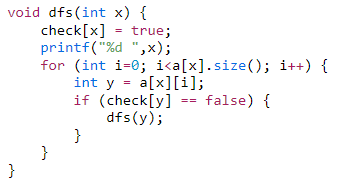 void dfs(int x) {
    check[x] = true;
    printf("%d ",x);
    for (int i=0; i<a[x].size(); i++) {
        int y = a[x][i];
        if (check[y] == false) {
            dfs(y);
        }
    }
}